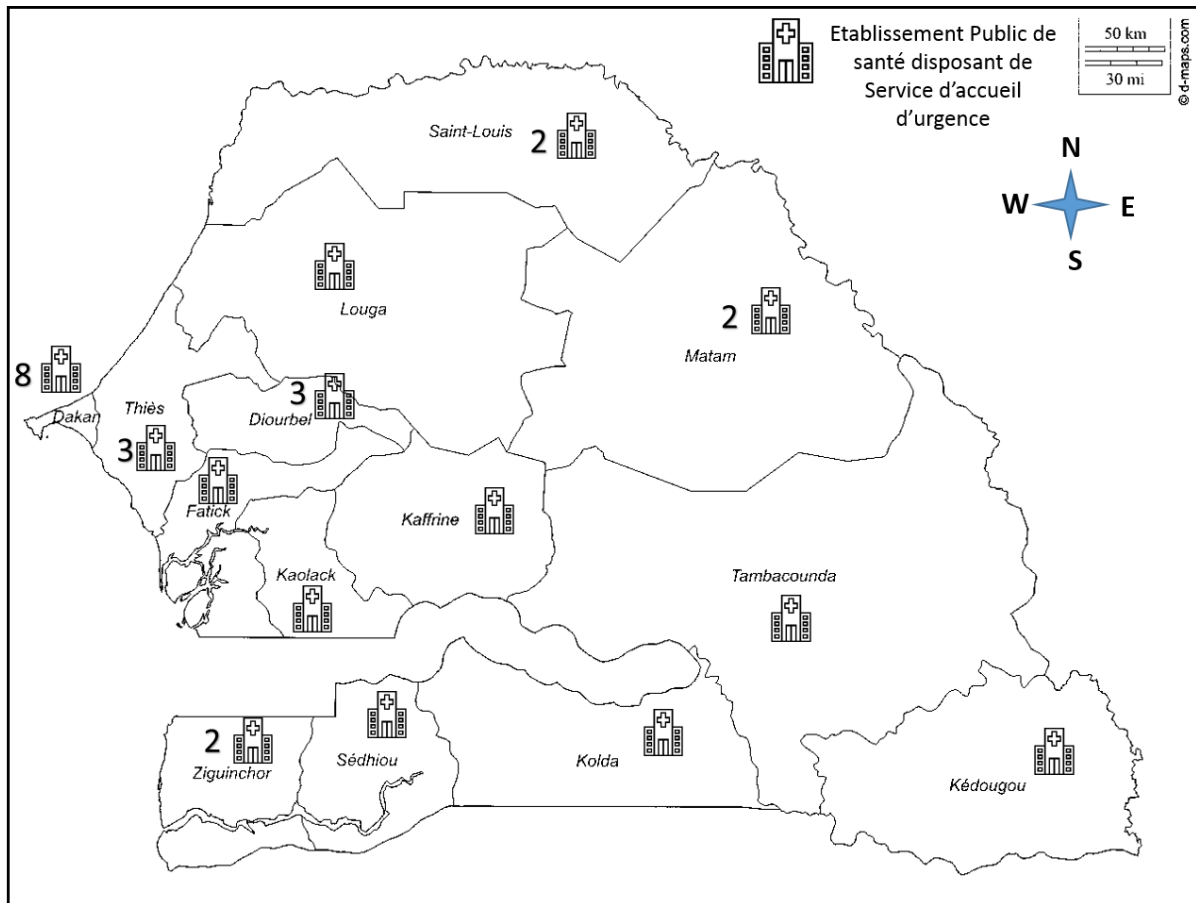 Etablissement Public de
santé disposant de
Service d'accueil
d'urgence
50 km
30 mi
© d-maps.com
N
W E
S
Saint-Louis
2
Louga
2
Matam
8
Dakan
Thiès
3
3
Diourbel
Fatick
Kaffrine
Kaolack
Tambacounda
2
Ziguinchor
Sédhiou
Kolda
Kédougou